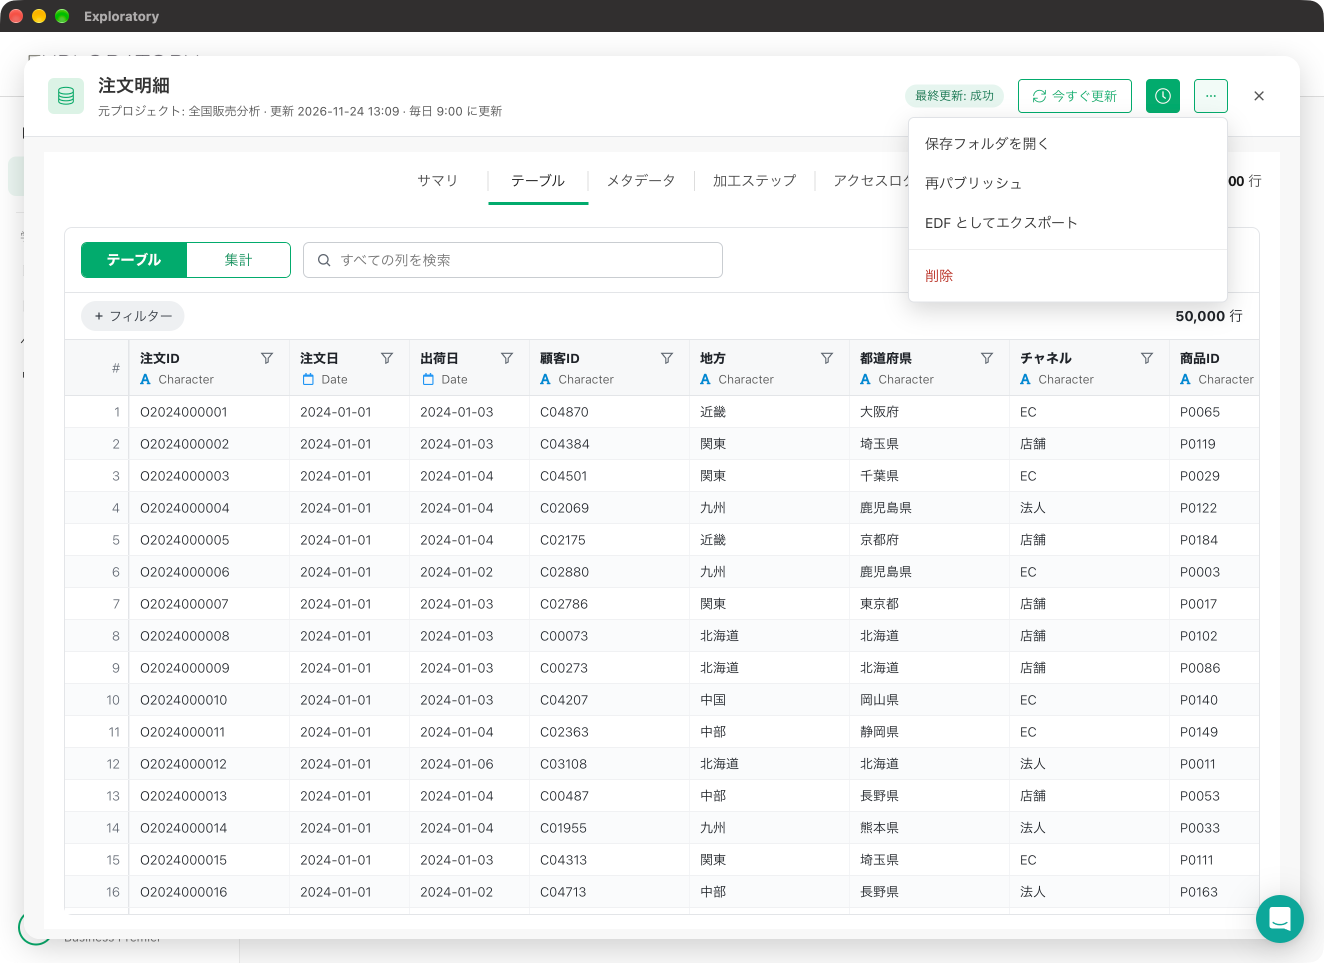 Exploratory
注文明細
元プロジェクト: 全国販売分析 · 更新 2026-11-24 13:09 · 毎日 9:00 に更新
最終更新: 成功
今すぐ更新
保存フォルダを開く
再パブリッシュ
EDF としてエクスポート
削除
サマリ テーブル メタデータ 加工ステップ アクセスロ
00 行
テーブル 集計 すべての列を検索
+ フィルター
50,000 行
# 注文ID 注文日 出荷日 顧客ID 地方 都道府県 チャネル 商品ID
A Character Date Date A Character A Character A Character A Character A Character
1 O2024000001 2024-01-01 2024-01-03 C04870 近畿 大阪府 EC P0065
2 O2024000002 2024-01-01 2024-01-03 C04384 関東 埼玉県 店舗 P0119
3 O2024000003 2024-01-01 2024-01-04 C04501 関東 千葉県 EC P0029
4 O2024000004 2024-01-01 2024-01-04 C02069 九州 鹿児島県 法人 P0122
5 O2024000005 2024-01-01 2024-01-04 C02175 近畿 京都府 店舗 P0184
6 O2024000006 2024-01-01 2024-01-02 C02880 九州 鹿児島県 EC P0003
7 O2024000007 2024-01-01 2024-01-03 C02786 関東 東京都 店舗 P0017
8 O2024000008 2024-01-01 2024-01-03 C00073 北海道 北海道 店舗 P0102
9 O2024000009 2024-01-01 2024-01-03 C00273 北海道 北海道 店舗 P0086
10 O2024000010 2024-01-01 2024-01-03 C04207 中国 岡山県 EC P0140
11 O2024000011 2024-01-01 2024-01-04 C02363 中部 静岡県 EC P0149
12 O2024000012 2024-01-01 2024-01-06 C03108 北海道 北海道 法人 P0011
13 O2024000013 2024-01-01 2024-01-04 C00487 中部 長野県 店舗 P0053
14 O2024000014 2024-01-01 2024-01-04 C01955 九州 熊本県 法人 P0033
15 O2024000015 2024-01-01 2024-01-03 C04313 関東 埼玉県 EC P0111
16 O2024000016 2024-01-01 2024-01-02 C04713 中部 長野県 法人 P0163
Business Premier